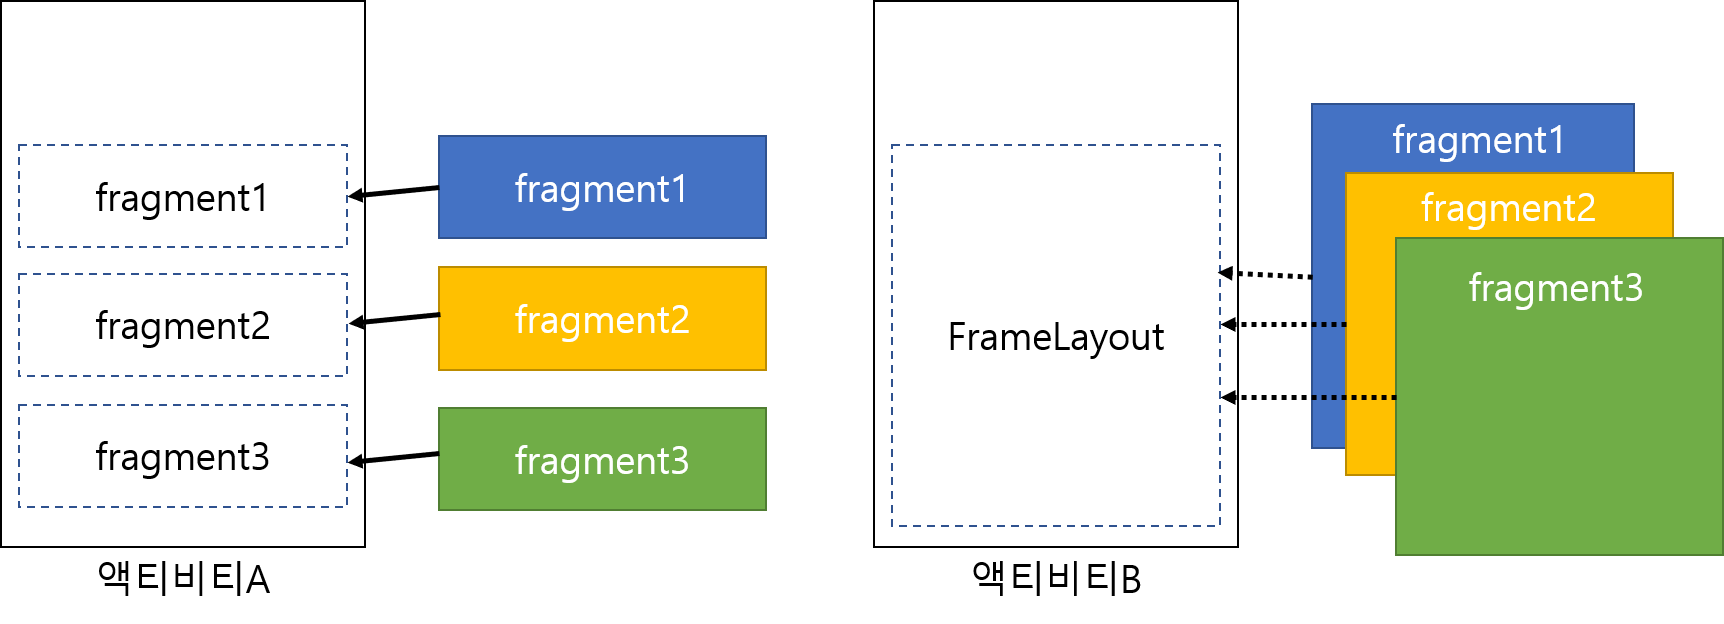 fragment1
fragment2
fragment3
fragment1
fragment2
fragment3
액티비티A
FrameLayout
fragment1
fragment2
fragment3
액티비티B